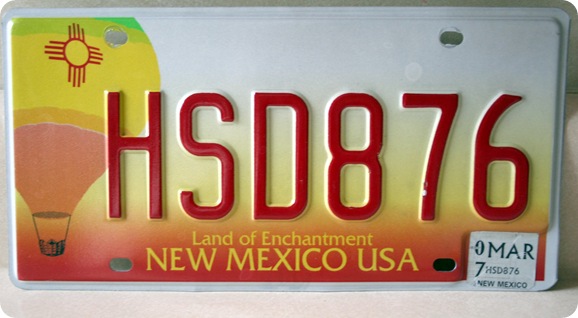 HSD876
Land of Enchantment
NEW MEXICO USA
0 MAR
7 HSD876
NEW MEXICO